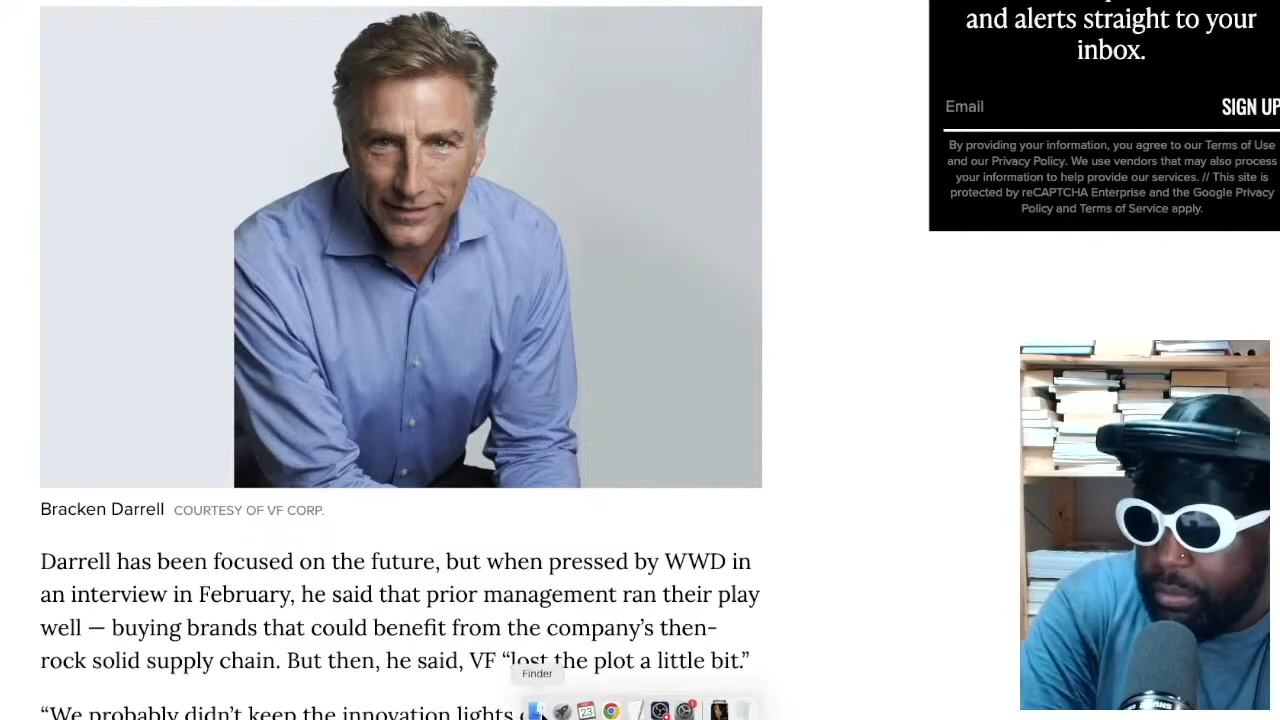 and alerts straight to your
inbox.
Email
SIGN UP
By providing your information, you agree to our Terms of Use
and our Privacy Policy. We use vendors that may also process
your information to help provide our services. // This site is
protected by reCAPTCHA Enterprise and the Google Privacy
Policy and Terms of Service apply.
Bracken Darrell COURTESY OF VF CORP.
Darrell has been focused on the future, but when pressed by WWD in
an interview in February, he said that prior management ran their play
well — buying brands that could benefit from the company’s then-
rock solid supply chain. But then, he said, VF “lost the plot a little bit.”
Finder
“We probably didn’t keep the innovation lights
23